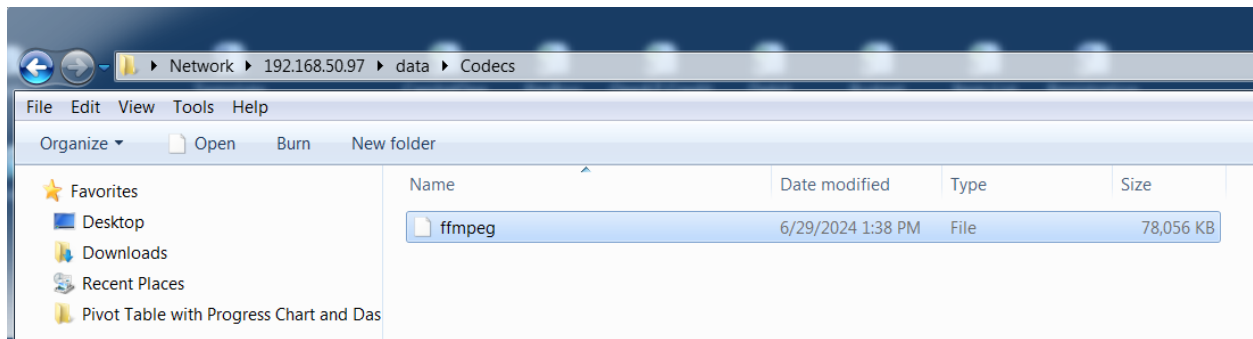 Network 192.168.50.97 data Codecs
File Edit View Tools Help
Organize Open Burn New folder
Favorites
Desktop
Downloads
Recent Places
Pivot Table with Progress Chart and Das
Name Date modified Type Size
ffmpeg 6/29/2024 1:38 PM File 78,056 KB